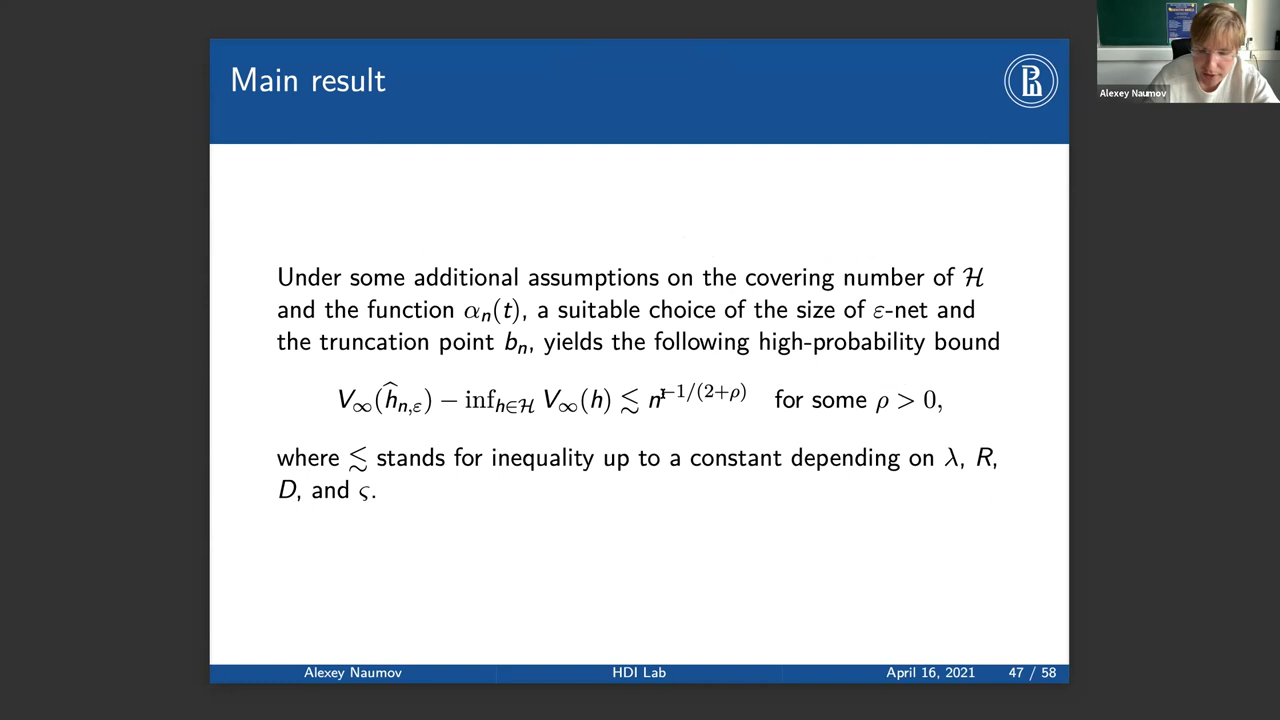 Main result
Alexey Naumov
Under some additional assumptions on the covering number of ℋ
and the function αₙ(t), a suitable choice of the size of ε-net and
the truncation point bₙ, yields the following high-probability bound
V∞(ĥₙ,ε) − inf_{h∈ℋ} V∞(h) ≲ n^{−1/(2+ρ)} for some ρ > 0,
where ≲ stands for inequality up to a constant depending on λ, R,
D, and ς.
Alexey Naumov HDI Lab April 16, 2021 47 / 58